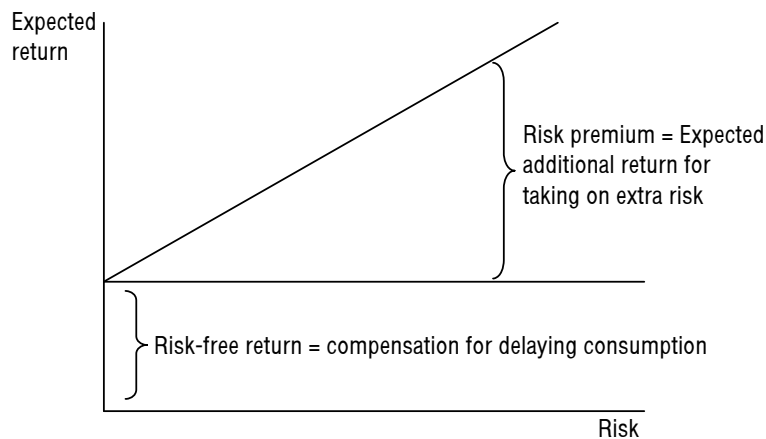 Expected
return
Risk premium = Expected
additional return for
taking on extra risk
Risk-free return = compensation for delaying consumption
Risk